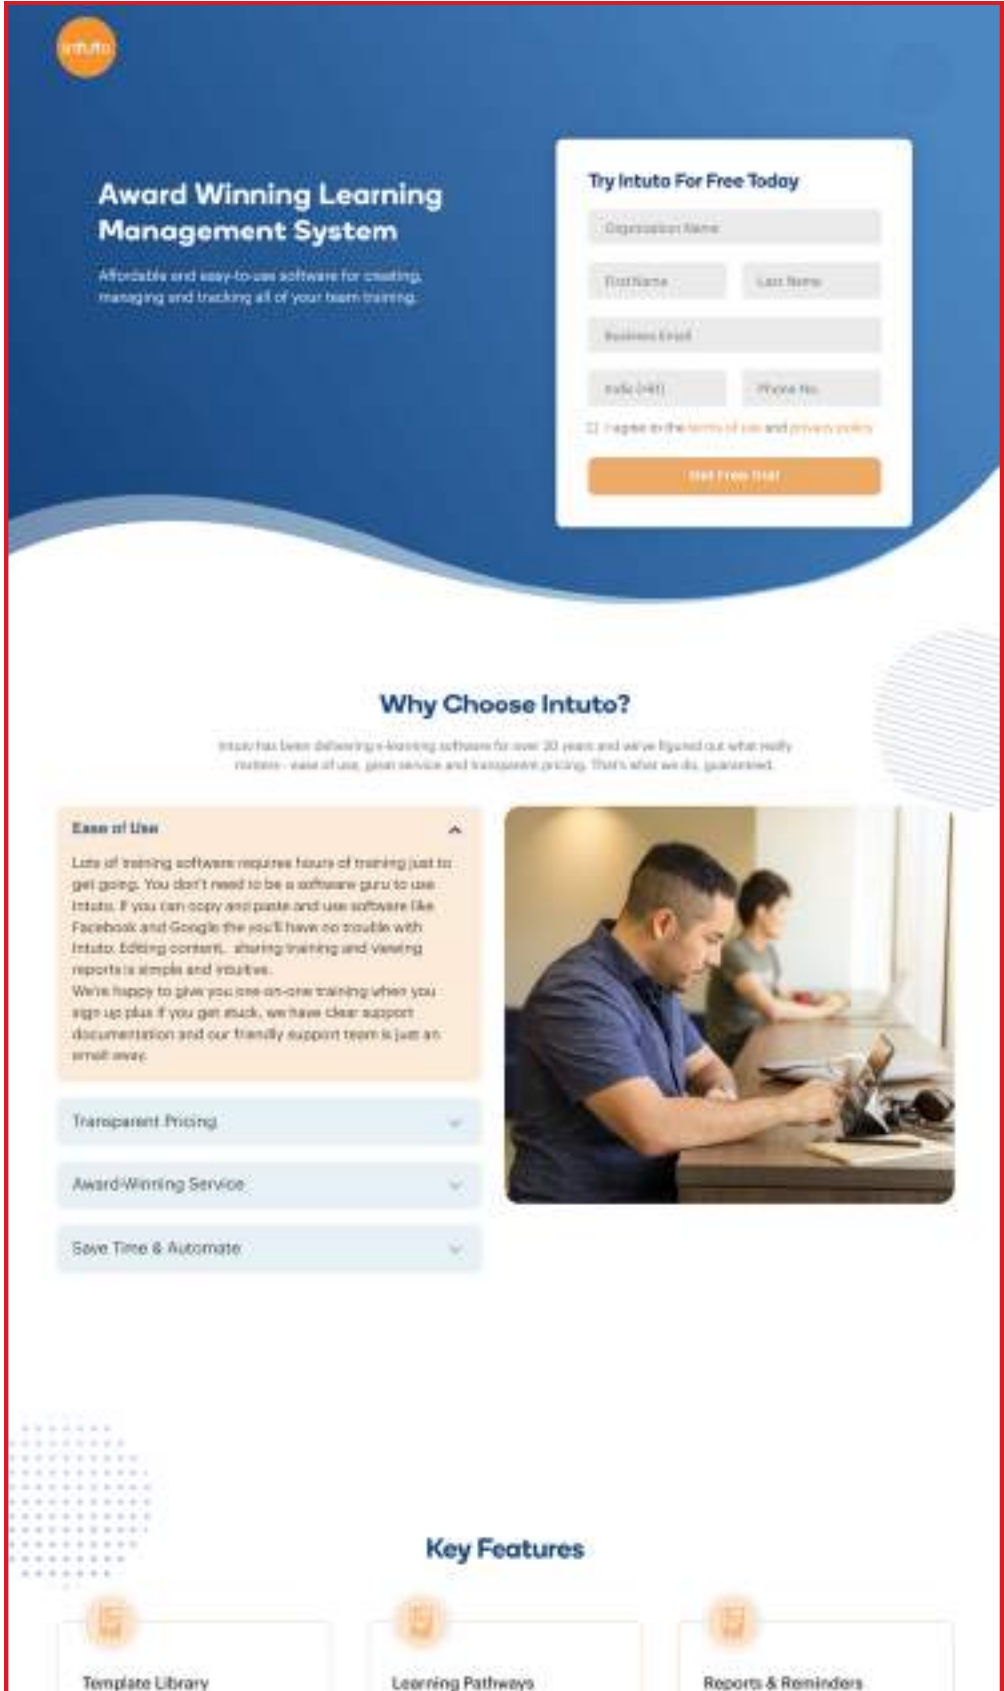 intuto
Award Winning Learning
Management System
Affordable and easy-to-use software for creating,
managing and tracking all of your team training.
Try Intuto For Free Today
Organisation Name
First Name
Last Name
Business Email
India (+91)
Phone No.
I agree to the terms of use and privacy policy
Get Free Trial
Why Choose Intuto?
Intuto has been delivering e-learning software for over 20 years and we've figured out what really
matters - ease of use, great service and transparent pricing. That's what we do, guaranteed.
Ease of Use
Lots of training software requires hours of training just to
get going. You don't need to be a software guru to use
Intuto. If you can copy and paste and use software like
Facebook and Google the you'll have no trouble with
Intuto. Editing content, sharing training and viewing
reports is simple and intuitive.
We're happy to give you one-on-one training when you
sign up plus if you get stuck, we have clear support
documentation and our friendly support team is just an
email away.
Transparent Pricing
Award-Winning Service
Save Time & Automate
Key Features
Template Library
Learning Pathways
Reports & Reminders